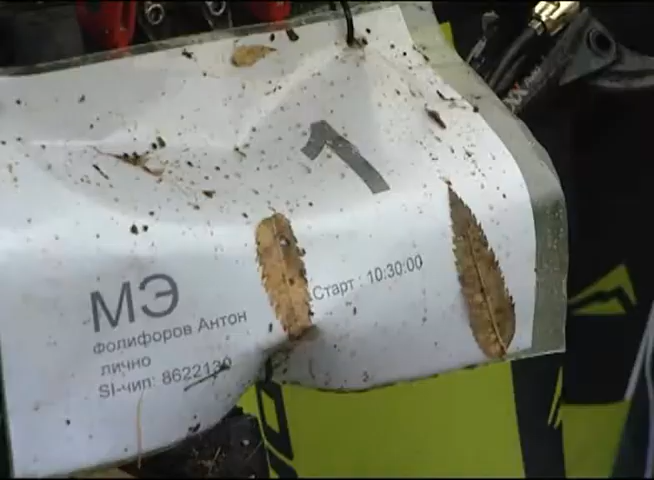 1
МЭ
Фолифоров Антон
Старт : 10:30:00
лично
SI-чип: 8622130